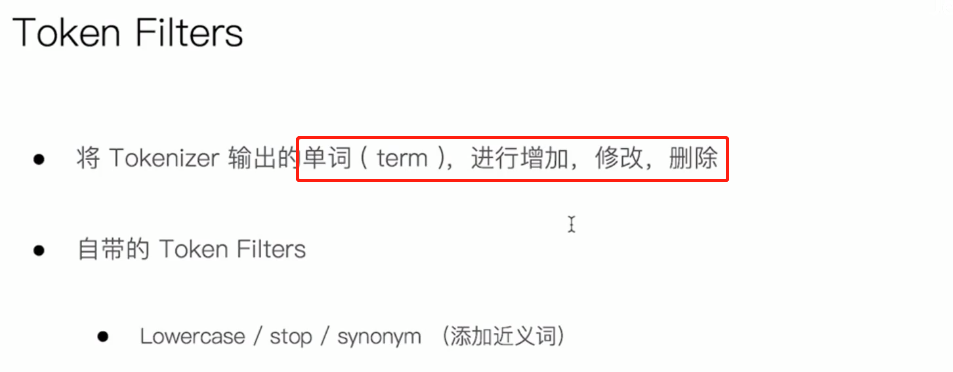 Token Filters
● 将 Tokenizer 输出的单词（term），进行增加，修改，删除
● 自带的 Token Filters
● Lowercase / stop / synonym （添加近义词）